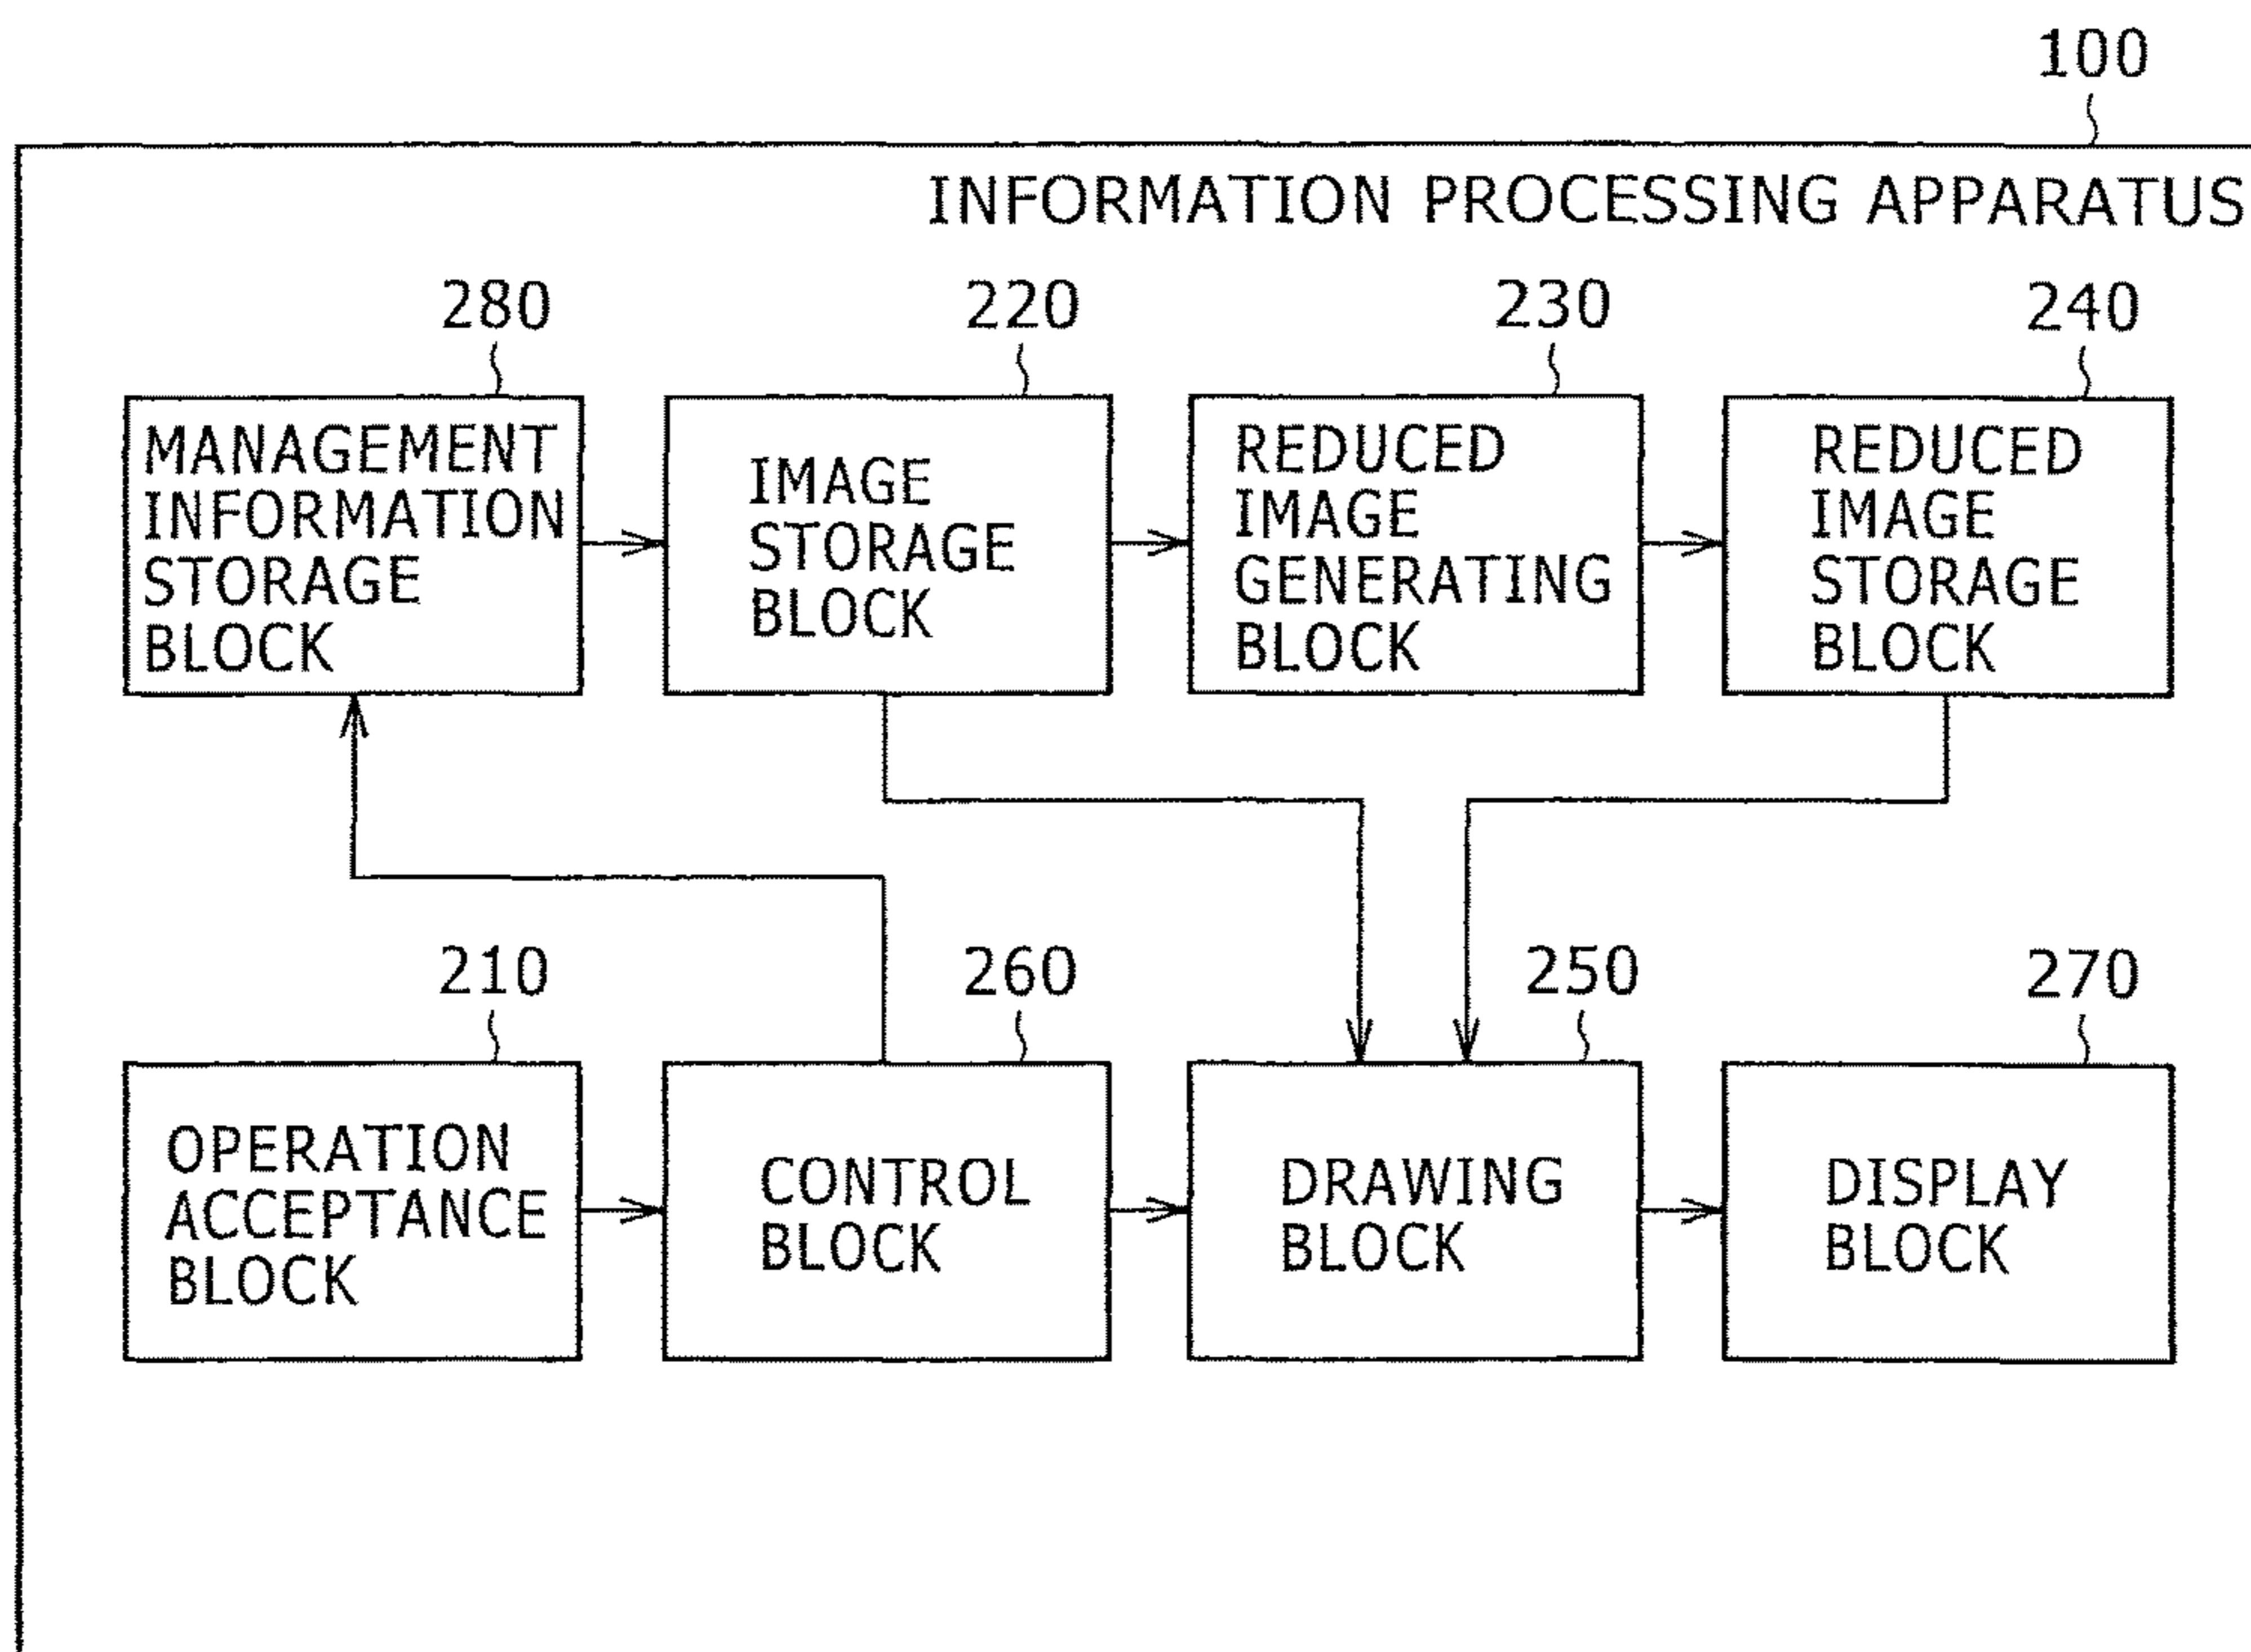 100
INFORMATION PROCESSING APPARATUS
280
MANAGEMENT
INFORMATION
STORAGE
BLOCK
220
IMAGE
STORAGE
BLOCK
230
REDUCED
IMAGE
GENERATING
BLOCK
240
REDUCED
IMAGE
STORAGE
BLOCK
210
OPERATION
ACCEPTANCE
BLOCK
260
CONTROL
BLOCK
250
DRAWING
BLOCK
270
DISPLAY
BLOCK